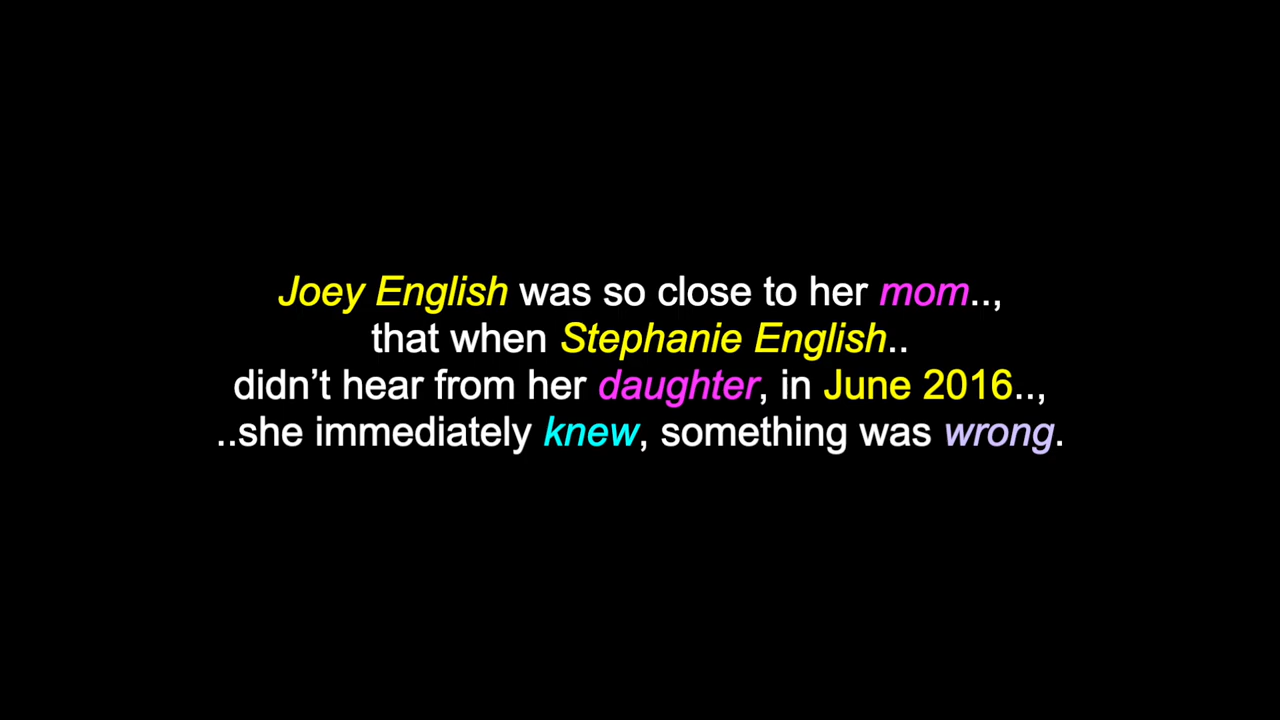 Joey English was so close to her mom..,
that when Stephanie English..
didn’t hear from her daughter, in June 2016..,
..she immediately knew, something was wrong.